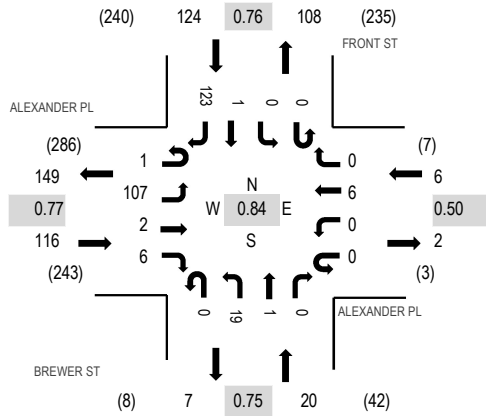 (240) 124 0.76 108 (235)
FRONT ST
123 1 0 0
ALEXANDER PL
(286) 1 0 (7)
149 107 N 6 6
0.77 W 0.84 E 0.50
116 2 S 0 2
(243) 6 0 (3)
0 19 1 0
ALEXANDER PL
BREWER ST
(8) 7 0.75 20 (42)